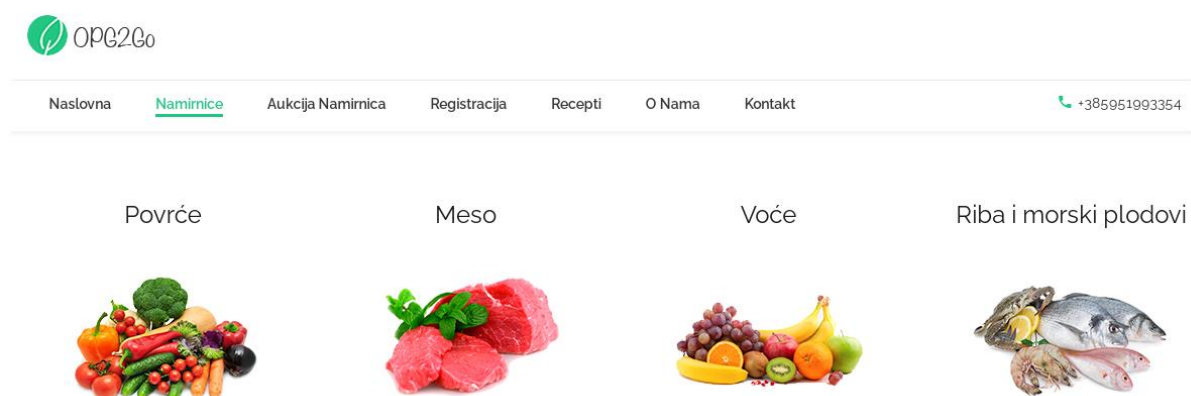 OPG2Go
Naslovna Namirnice Aukcija Namirnica Registracija Recepti O Nama Kontakt +385951993354
Povrće Meso Voće Riba i morski plodovi